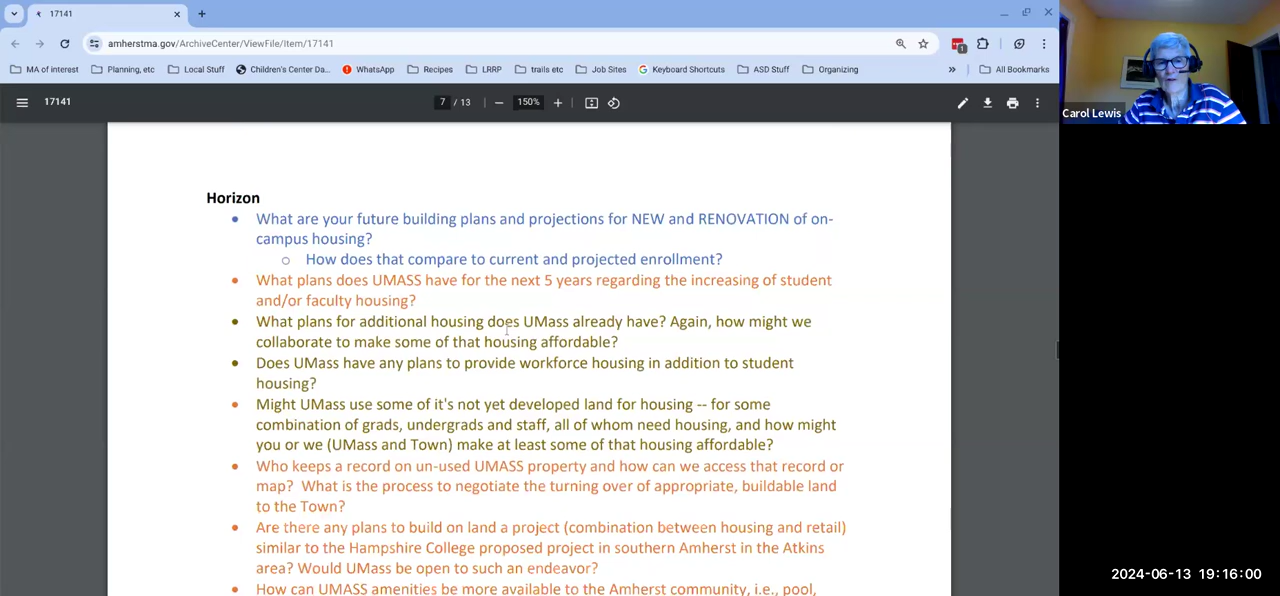 17141
amherstma.gov/ArchiveCenter/ViewFile/Item/17141
1
MA of interest
Planning, etc
Local Stuff
Children's Center Da...
WhatsApp
Recipes
LRRP
trails etc
Job Sites
Keyboard Shortcuts
ASD Stuff
Organizing
»
All Bookmarks
17141
7 / 13
150%
Carol Lewis
Horizon
What are your future building plans and projections for NEW and RENOVATION of on-
campus housing?
How does that compare to current and projected enrollment?
What plans does UMASS have for the next 5 years regarding the increasing of student
and/or faculty housing?
What plans for additional housing does UMass already have? Again, how might we
collaborate to make some of that housing affordable?
Does UMass have any plans to provide workforce housing in addition to student
housing?
Might UMass use some of it's not yet developed land for housing -- for some
combination of grads, undergrads and staff, all of whom need housing, and how might
you or we (UMass and Town) make at least some of that housing affordable?
Who keeps a record on un-used UMASS property and how can we access that record or
map? What is the process to negotiate the turning over of appropriate, buildable land
to the Town?
Are there any plans to build on land a project (combination between housing and retail)
similar to the Hampshire College proposed project in southern Amherst in the Atkins
area? Would UMass be open to such an endeavor?
How can UMASS amenities be more available to the Amherst community, i.e., pool,
2024-06-13 19:16:00